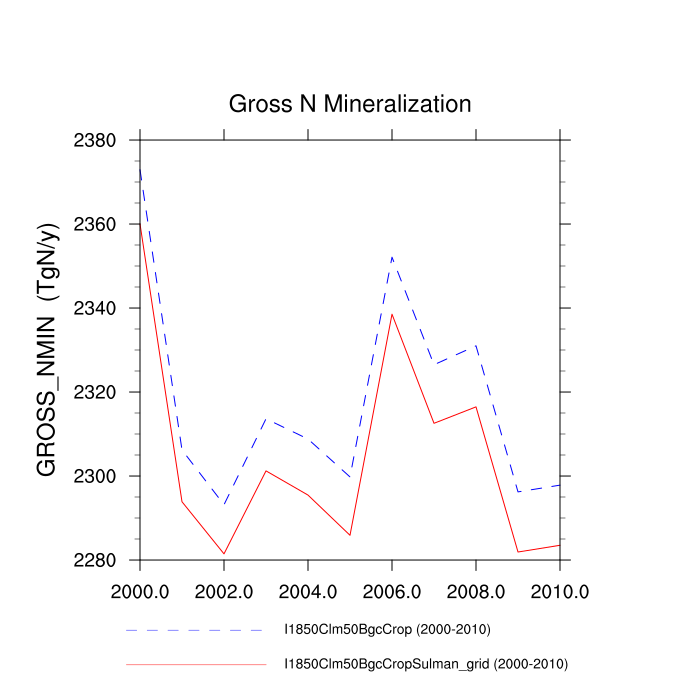 Gross N Mineralization
GROSS_NMIN (TgN/y)
2380
2360
2340
2320
2300
2280
2000.0 2002.0 2004.0 2006.0 2008.0 2010.0
I1850Clm50BgcCrop (2000-2010)
I1850Clm50BgcCropSulman_grid (2000-2010)